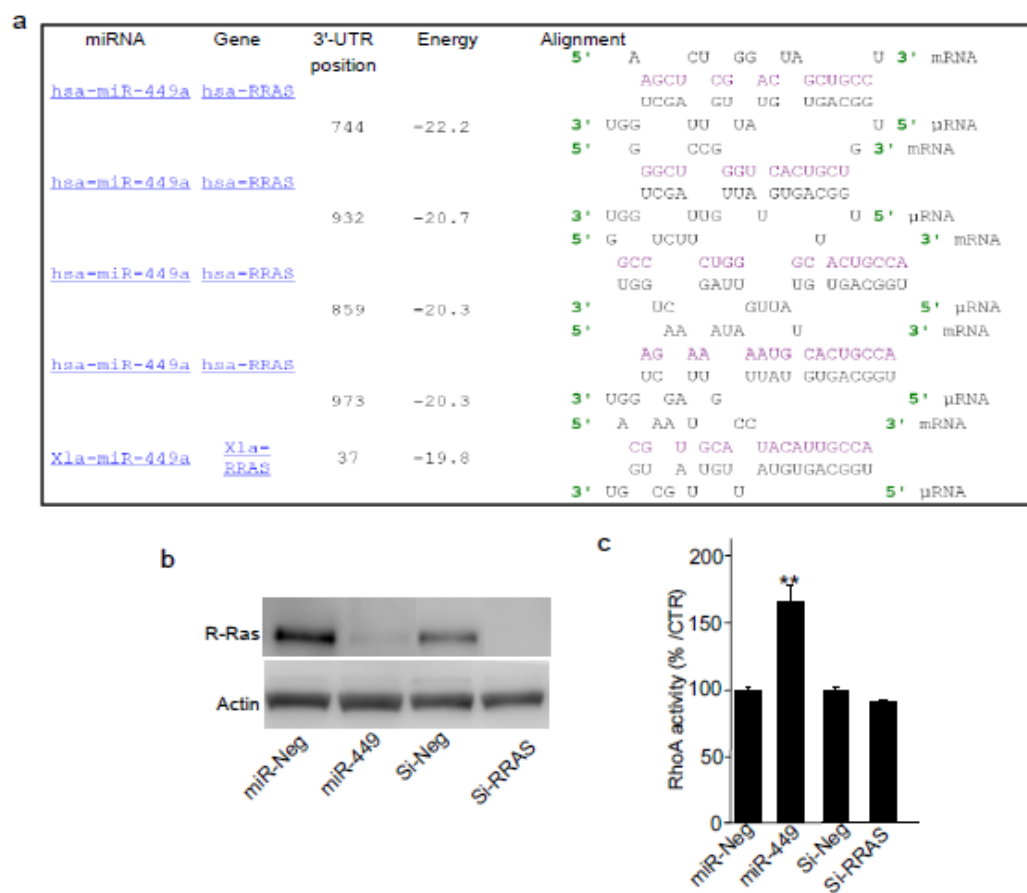 a
miRNA Gene 3'-UTR position Energy Alignment
5' A CU GG UA U 3' mRNA
AGCU CG AC GCUGCC
hsa-miR-449a hsa-RRAS
UCGA GU UG UGACGG
744 -22.2 3' UGG UU UA U 5' µRNA
5' G CCG G 3' mRNA
GGCU GGU CACUGCU
hsa-miR-449a hsa-RRAS
UCGA UUA GUGACGG
932 -20.7 3' UGG UUG U U 5' µRNA
5' G UCUU U 3' mRNA
GCC CUGG GC ACUGCCA
hsa-miR-449a hsa-RRAS
UGG GAUU UG UGACGGU
859 -20.3 3' UC GUUA 5' µRNA
5' AA AUA U 3' mRNA
AG AA AAUG CACUGCCA
hsa-miR-449a hsa-RRAS
UC UU UUAU GUGACGGU
973 -20.3 3' UGG GA G 5' µRNA
5' A AA U CC 3' mRNA
CG U GCA UACAUUGCCA
Xla-miR-449a Xla-RRAS 37 -19.8
GU A UGU AUGUGACGGU
3' UG CG U U 5' µRNA
b
R-Ras
Actin
miR-Neg miR-449 Si-Neg Si-RRAS
c
RhoA activity (% /CTR)
200
150
100
50
0
**
miR-Neg miR-449 Si-Neg Si-RRAS